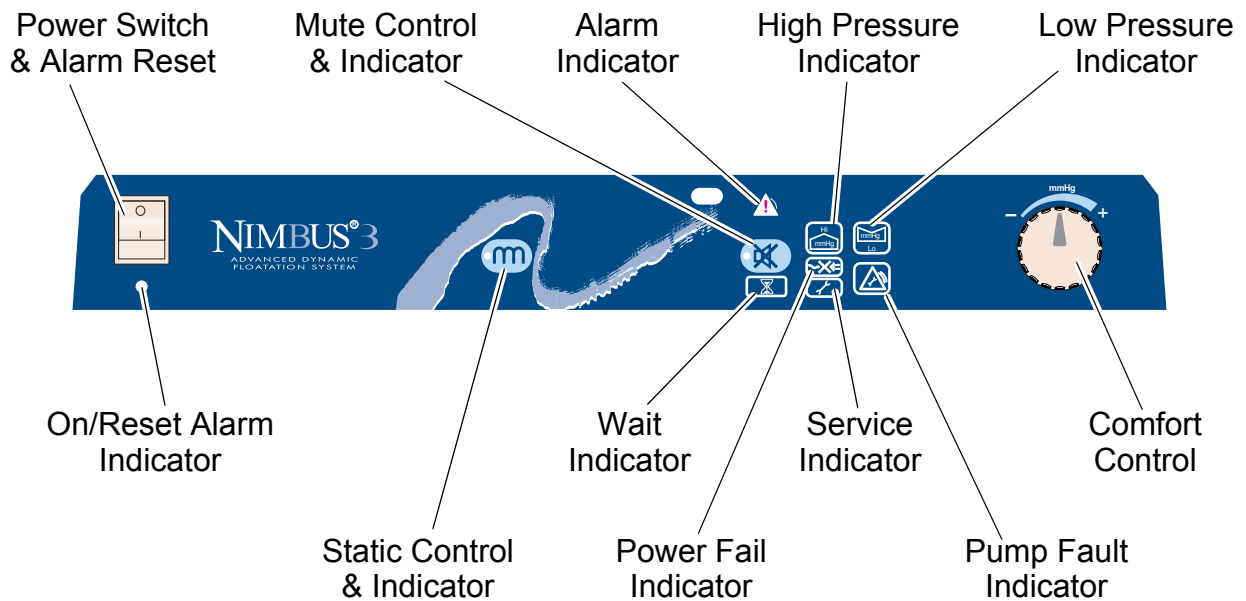 Power Switch
& Alarm Reset
Mute Control
& Indicator
Alarm
Indicator
High Pressure
Indicator
Low Pressure
Indicator
O
I
NIMBUS® 3
ADVANCED DYNAMIC
FLOATATION SYSTEM
Hi
mmHg
mmHg
Lo
mmHg
– +
On/Reset Alarm
Indicator
Wait
Indicator
Service
Indicator
Comfort
Control
Static Control
& Indicator
Power Fail
Indicator
Pump Fault
Indicator